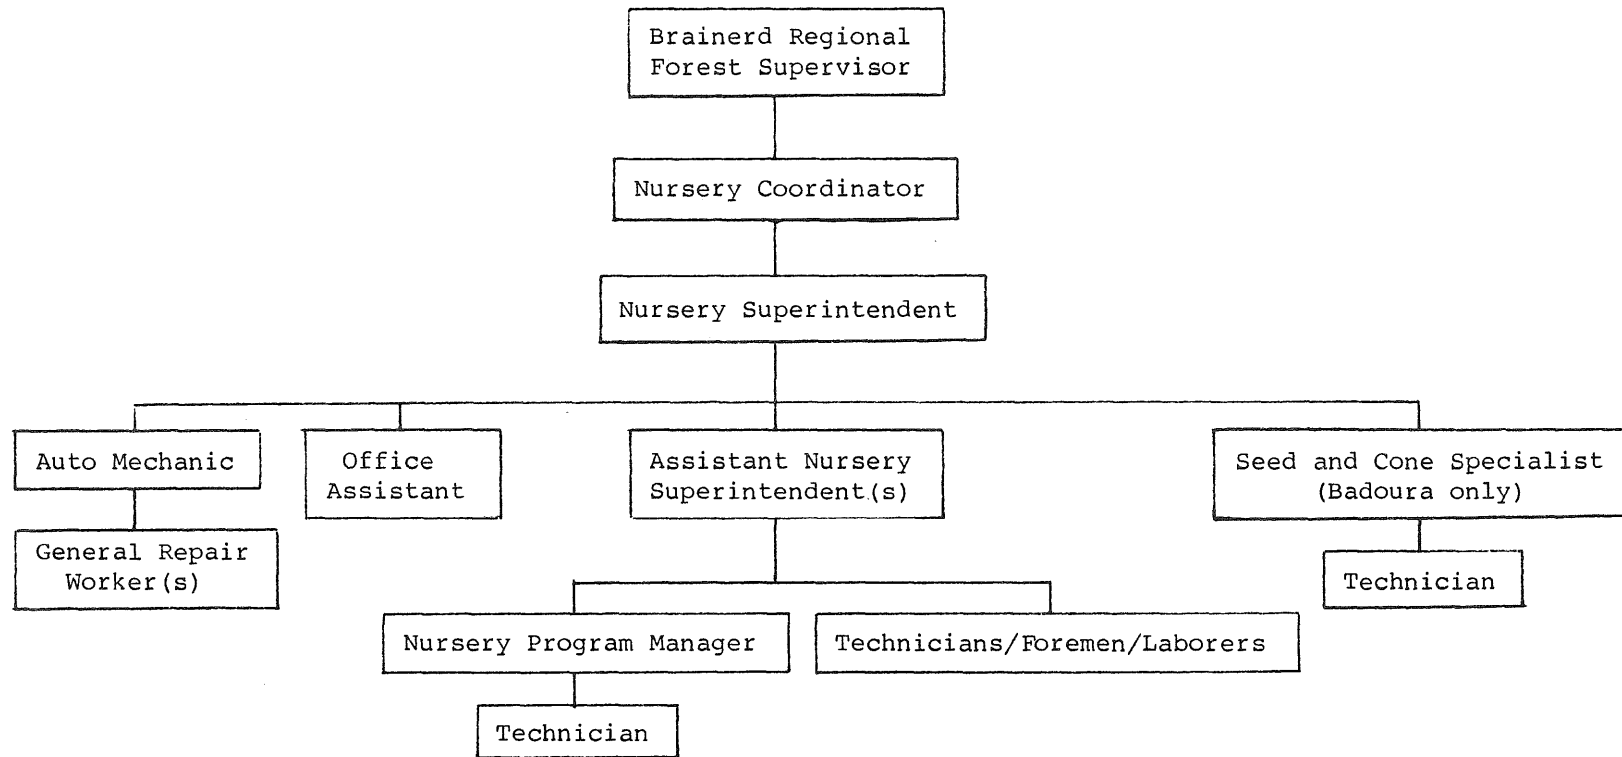 Brainerd Regional
Forest Supervisor
Nursery Coordinator
Nursery Superintendent
Auto Mechanic
Office
Assistant
Assistant Nursery
Superintendent(s)
Seed and Cone Specialist
(Badoura only)
General Repair
Worker(s)
Technician
Nursery Program Manager
Technicians/Foremen/Laborers
Technician